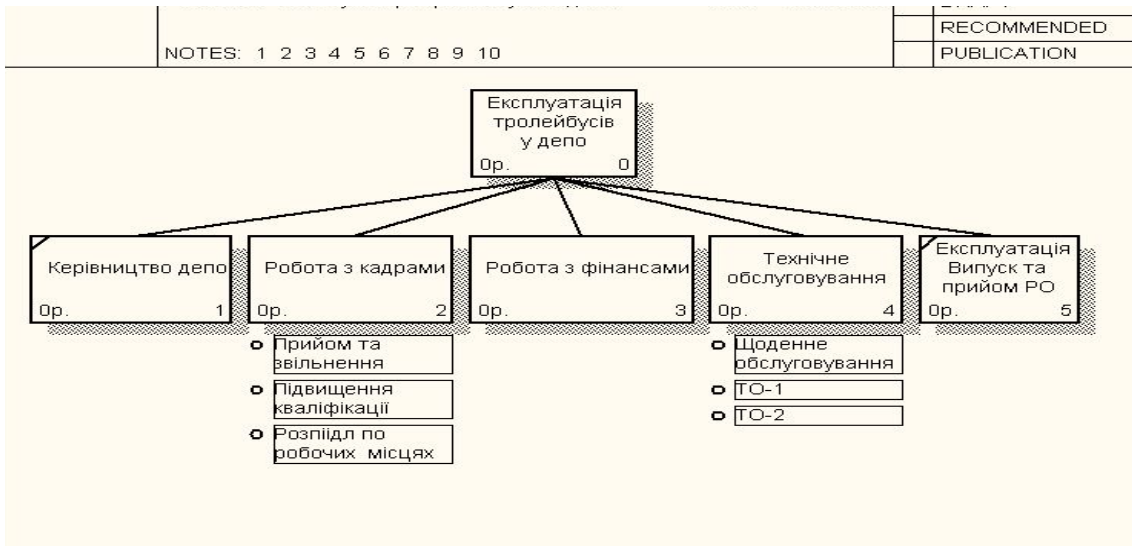 RECOMMENDED
NOTES: 1 2 3 4 5 6 7 8 9 10
PUBLICATION
Експлуатація
тролейбусів
у депо
0р. 0
Керівництво депо
0р. 1
Робота з кадрами
0р. 2
Робота з фінансами
0р. 3
Технічне
обслуговування
0р. 4
Експлуатація
Випуск та
прийом РО
0р. 5
Прийом та
звільнення
Підвищення
кваліфікації
Розпіідл по
робочих місцях
Щоденне
обслуговування
ТО-1
ТО-2